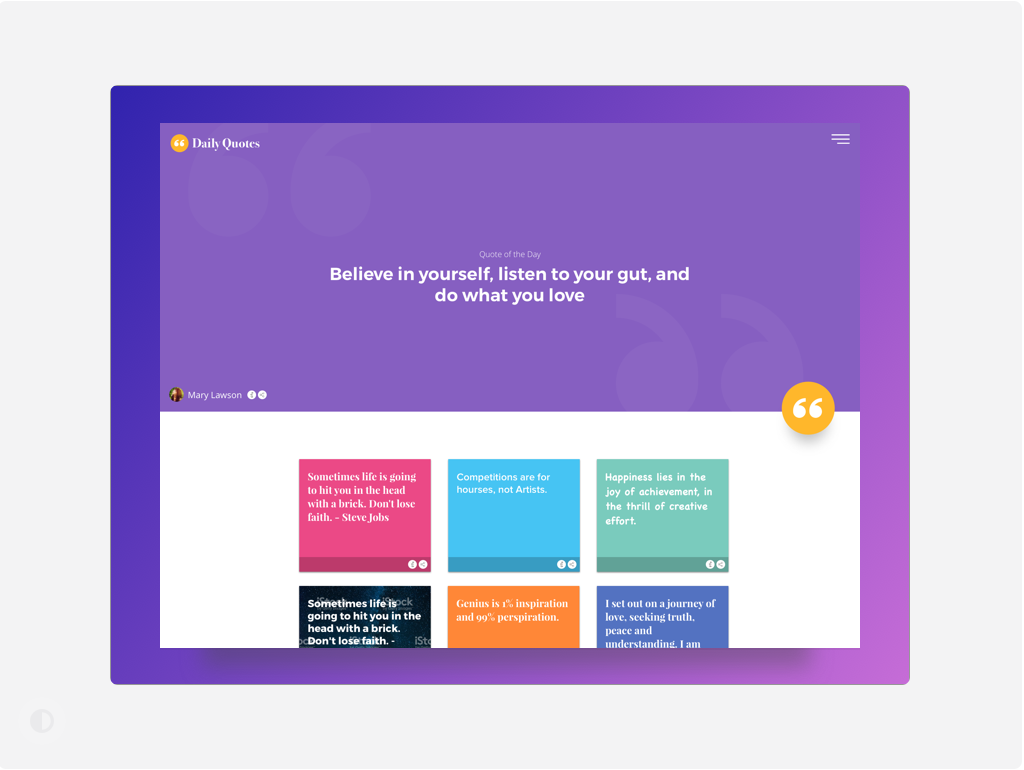 Daily Quotes
Quote of the Day
Believe in yourself, listen to your gut, and
do what you love
Mary Lawson
Sometimes life is going
to hit you in the head
with a brick. Don't lose
faith. - Steve Jobs
Competitions are for
hourses, not Artists.
Happiness lies in the
joy of achievement, in
the thrill of creative
effort.
Sometimes life is
going to hit you in the
head with a brick.
Don't lose faith. -
iStock
iStock
Genius is 1% inspiration
and 99% perspiration.
I set out on a journey of
love, seeking truth,
peace and
understanding. I am